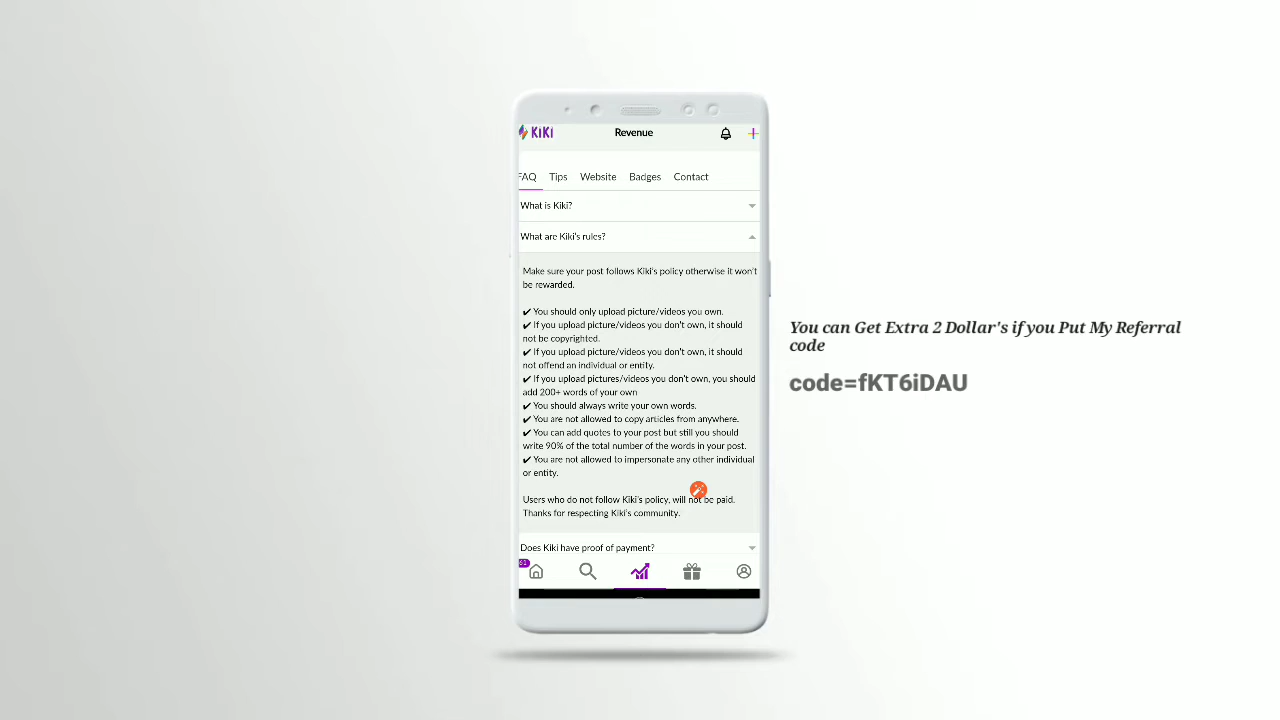 KiKi
Revenue
FAQ Tips Website Badges Contact
What is Kiki?
What are Kiki's rules?
Make sure your post follows Kiki's policy otherwise it won't
be rewarded.
✔ You should only upload picture/videos you own.
✔ If you upload picture/videos you don't own, it should
not be copyrighted.
✔ If you upload picture/videos you don't own, it should
not offend an individual or entity.
✔ If you upload pictures/videos you don't own, you should
add 200+ words of your own
✔ You should always write your own words.
✔ You are not allowed to copy articles from anywhere.
✔ You can add quotes to your post but still you should
write 90% of the total number of the words in your post.
✔ You are not allowed to impersonate any other individual
or entity.
Users who do not follow Kiki's policy, will not be paid.
Thanks for respecting Kiki's community.
Does Kiki have proof of payment?
61
You can Get Extra 2 Dollar's if you Put My Referral
code
code=fKT6iDAU